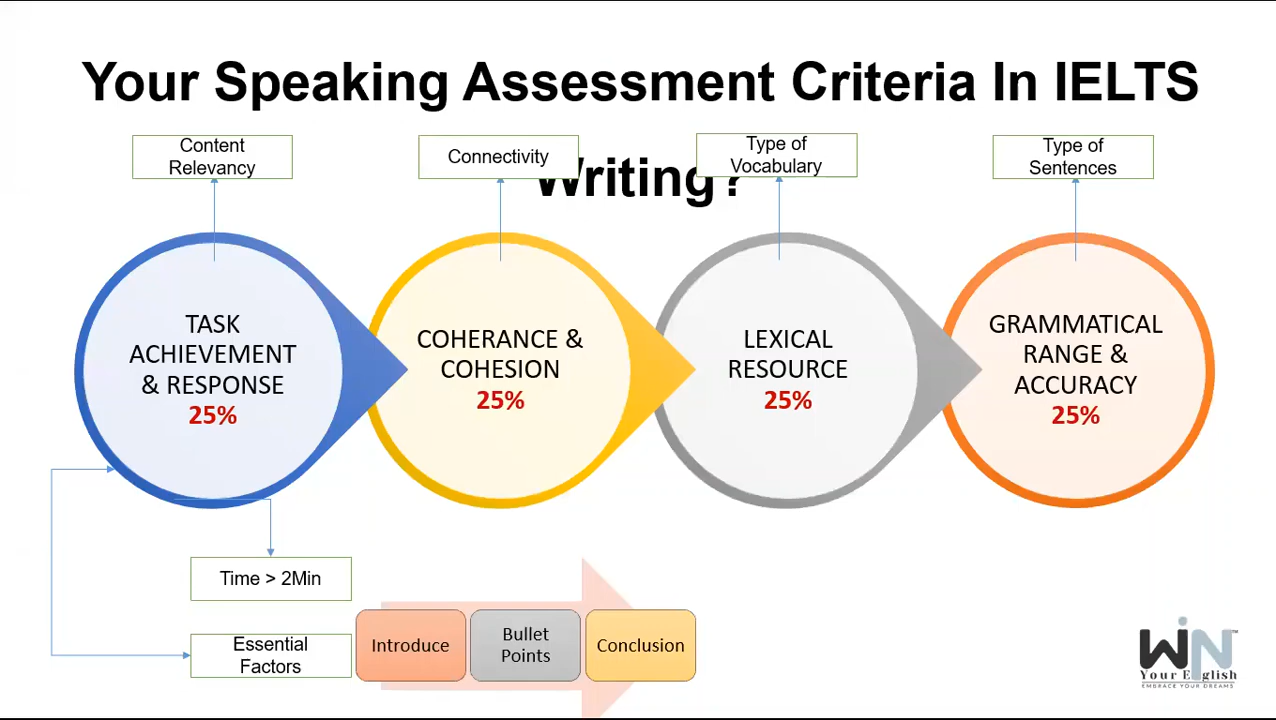 Your Speaking Assessment Criteria In IELTS
Writing?
Content
Relevancy
Connectivity
Type of
Vocabulary
Type of
Sentences
TASK
ACHIEVEMENT
& RESPONSE
25%
COHERANCE &
COHESION
25%
LEXICAL
RESOURCE
25%
GRAMMATICAL
RANGE &
ACCURACY
25%
Time > 2Min
Essential
Factors
Introduce
Bullet
Points
Conclusion
WiN™
Your English
EMBRACE YOUR DREAMS